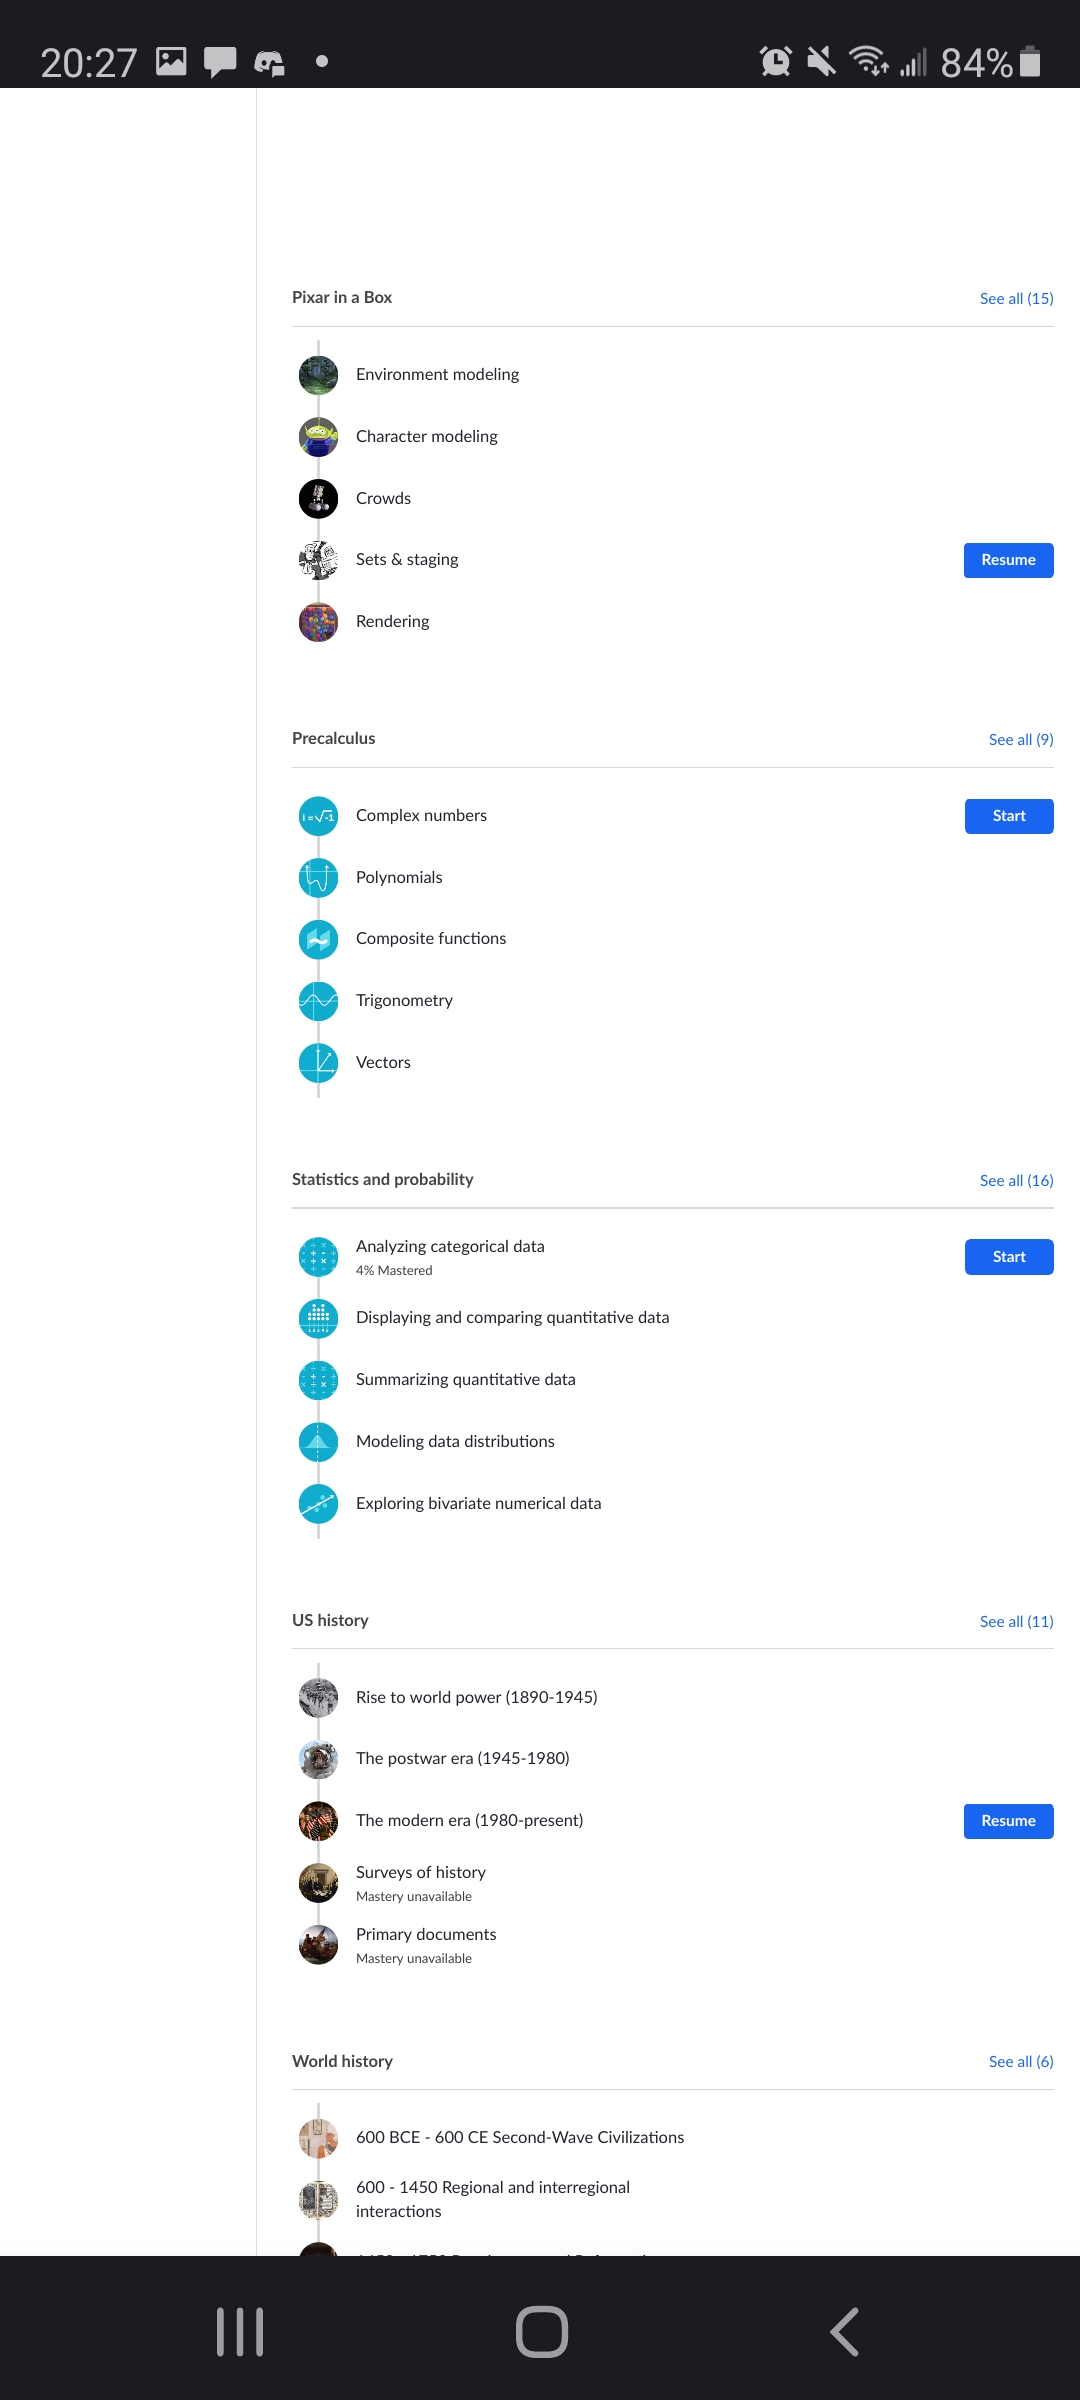 20:27
84%
Pixar in a Box
See all (15)
Environment modeling
Character modeling
Crowds
Sets & staging
Resume
Rendering
Precalculus
See all (9)
i = √-1
Complex numbers
Start
Polynomials
Composite functions
Trigonometry
Vectors
Statistics and probability
See all (16)
Analyzing categorical data
4% Mastered
Start
Displaying and comparing quantitative data
Summarizing quantitative data
Modeling data distributions
Exploring bivariate numerical data
US history
See all (11)
Rise to world power (1890-1945)
The postwar era (1945-1980)
The modern era (1980-present)
Resume
Surveys of history
Mastery unavailable
Primary documents
Mastery unavailable
World history
See all (6)
600 BCE - 600 CE Second-Wave Civilizations
600 - 1450 Regional and interregional
interactions